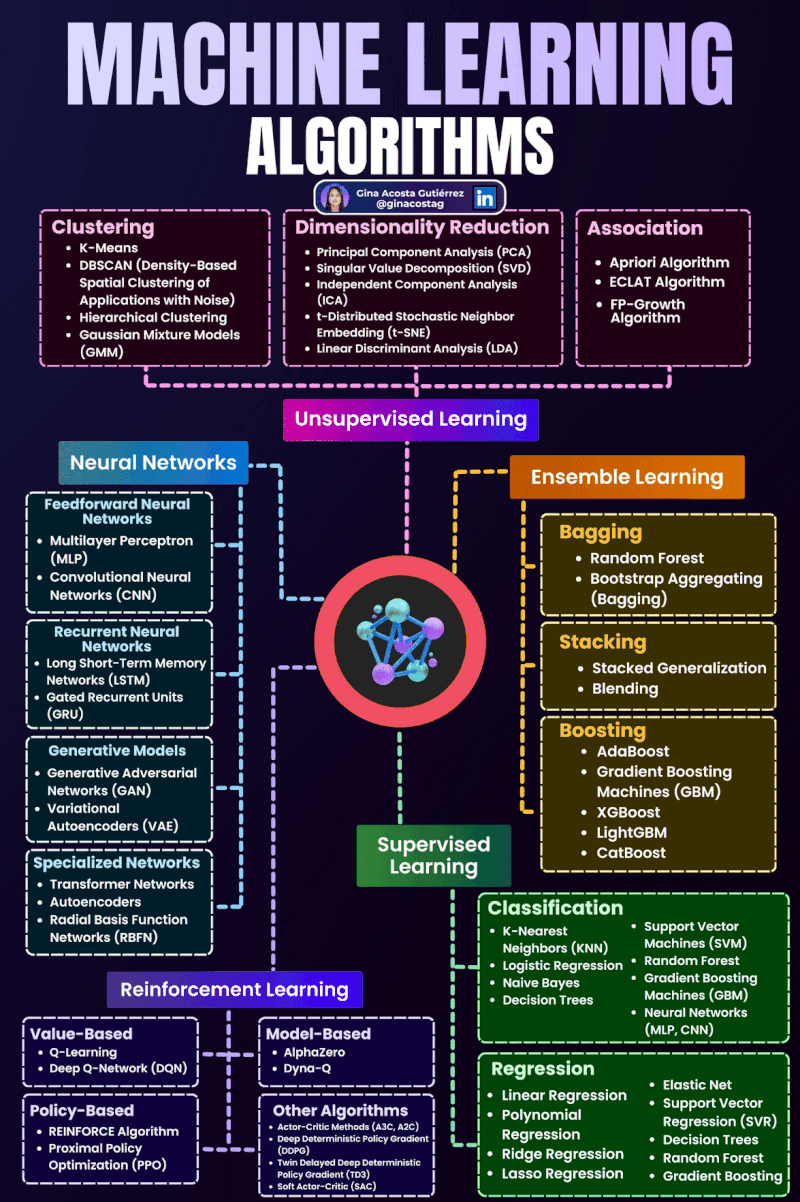 MACHINE LEARNING
ALGORITHMS
Gina Acosta Gutiérrez
@ginacostag
in
Clustering
• K-Means
• DBSCAN (Density-Based
Spatial Clustering of
Applications with Noise)
• Hierarchical Clustering
• Gaussian Mixture Models
(GMM)
Dimensionality Reduction
• Principal Component Analysis (PCA)
• Singular Value Decomposition (SVD)
• Independent Component Analysis
(ICA)
• t-Distributed Stochastic Neighbor
Embedding (t-SNE)
• Linear Discriminant Analysis (LDA)
Association
• Apriori Algorithm
• ECLAT Algorithm
• FP-Growth
Algorithm
Unsupervised Learning
Neural Networks
Feedforward Neural
Networks
• Multilayer Perceptron
(MLP)
• Convolutional Neural
Networks (CNN)
Recurrent Neural
Networks
• Long Short-Term Memory
Networks (LSTM)
• Gated Recurrent Units
(GRU)
Generative Models
• Generative Adversarial
Networks (GAN)
• Variational
Autoencoders (VAE)
Specialized Networks
• Transformer Networks
• Autoencoders
• Radial Basis Function
Networks (RBFN)
Ensemble Learning
Bagging
• Random Forest
• Bootstrap Aggregating
(Bagging)
Stacking
• Stacked Generalization
• Blending
Boosting
• AdaBoost
• Gradient Boosting
Machines (GBM)
• XGBoost
• LightGBM
• CatBoost
Supervised
Learning
Classification
• K-Nearest
Neighbors (KNN)
• Logistic Regression
• Naive Bayes
• Decision Trees
• Support Vector
Machines (SVM)
• Random Forest
• Gradient Boosting
Machines (GBM)
• Neural Networks
(MLP, CNN)
Regression
• Linear Regression
• Polynomial
Regression
• Ridge Regression
• Lasso Regression
• Elastic Net
• Support Vector
Regression (SVR)
• Decision Trees
• Random Forest
• Gradient Boosting
Reinforcement Learning
Value-Based
• Q-Learning
• Deep Q-Network (DQN)
Model-Based
• AlphaZero
• Dyna-Q
Policy-Based
• REINFORCE Algorithm
• Proximal Policy
Optimization (PPO)
Other Algorithms
• Actor-Critic Methods (A3C, A2C)
• Deep Deterministic Policy Gradient
(DDPG)
• Twin Delayed Deep Deterministic
Policy Gradient (TD3)
• Soft Actor-Critic (SAC)